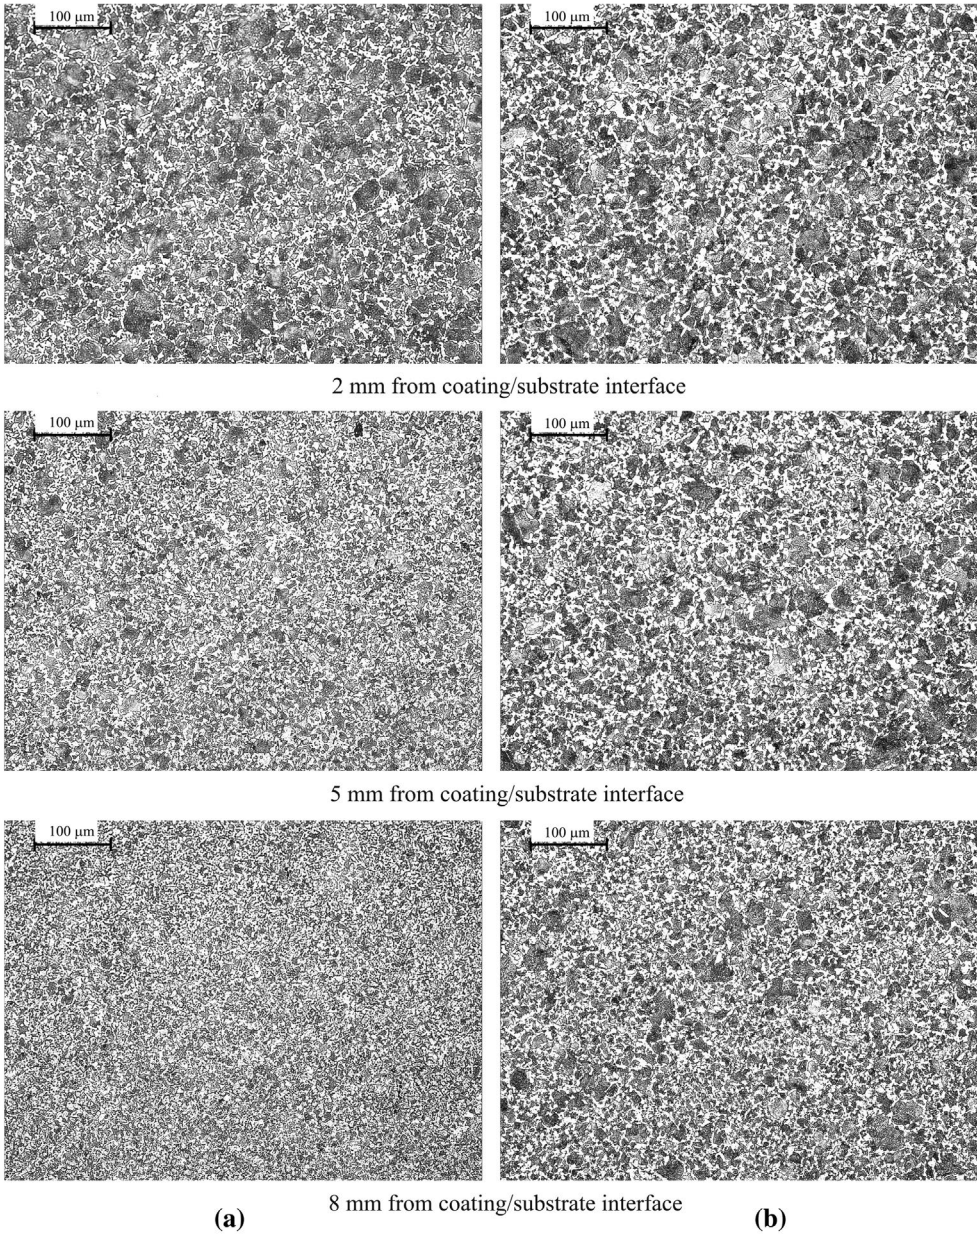 100 μm 100 μm
2 mm from coating/substrate interface
100 μm 100 μm
5 mm from coating/substrate interface
100 μm 100 μm
8 mm from coating/substrate interface
(a) (b)